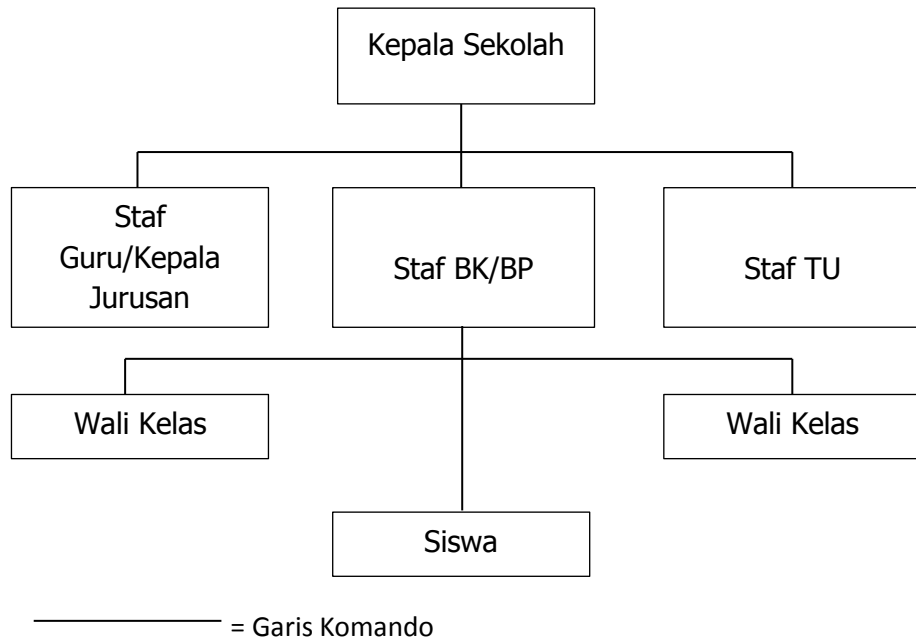 Kepala Sekolah
Staf
Guru/Kepala
Jurusan
Staf BK/BP
Staf TU
Wali Kelas
Wali Kelas
Siswa
= Garis Komando